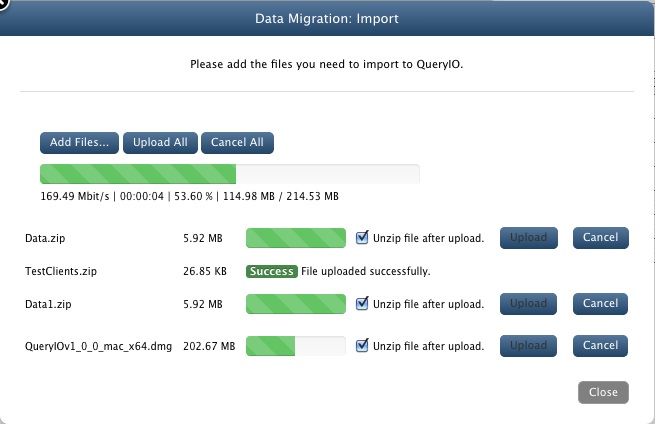 Data Migration: Import
Please add the files you need to import to QueryIO.
Add Files... Upload All Cancel All
169.49 Mbit/s | 00:00:04 | 53.60 % | 114.98 MB / 214.53 MB
Data.zip 5.92 MB Unzip file after upload. Upload Cancel
TestClients.zip 26.85 KB Success File uploaded successfully.
Data1.zip 5.92 MB Unzip file after upload. Upload Cancel
QueryIOv1_0_0_mac_x64.dmg 202.67 MB Unzip file after upload. Upload Cancel
Close